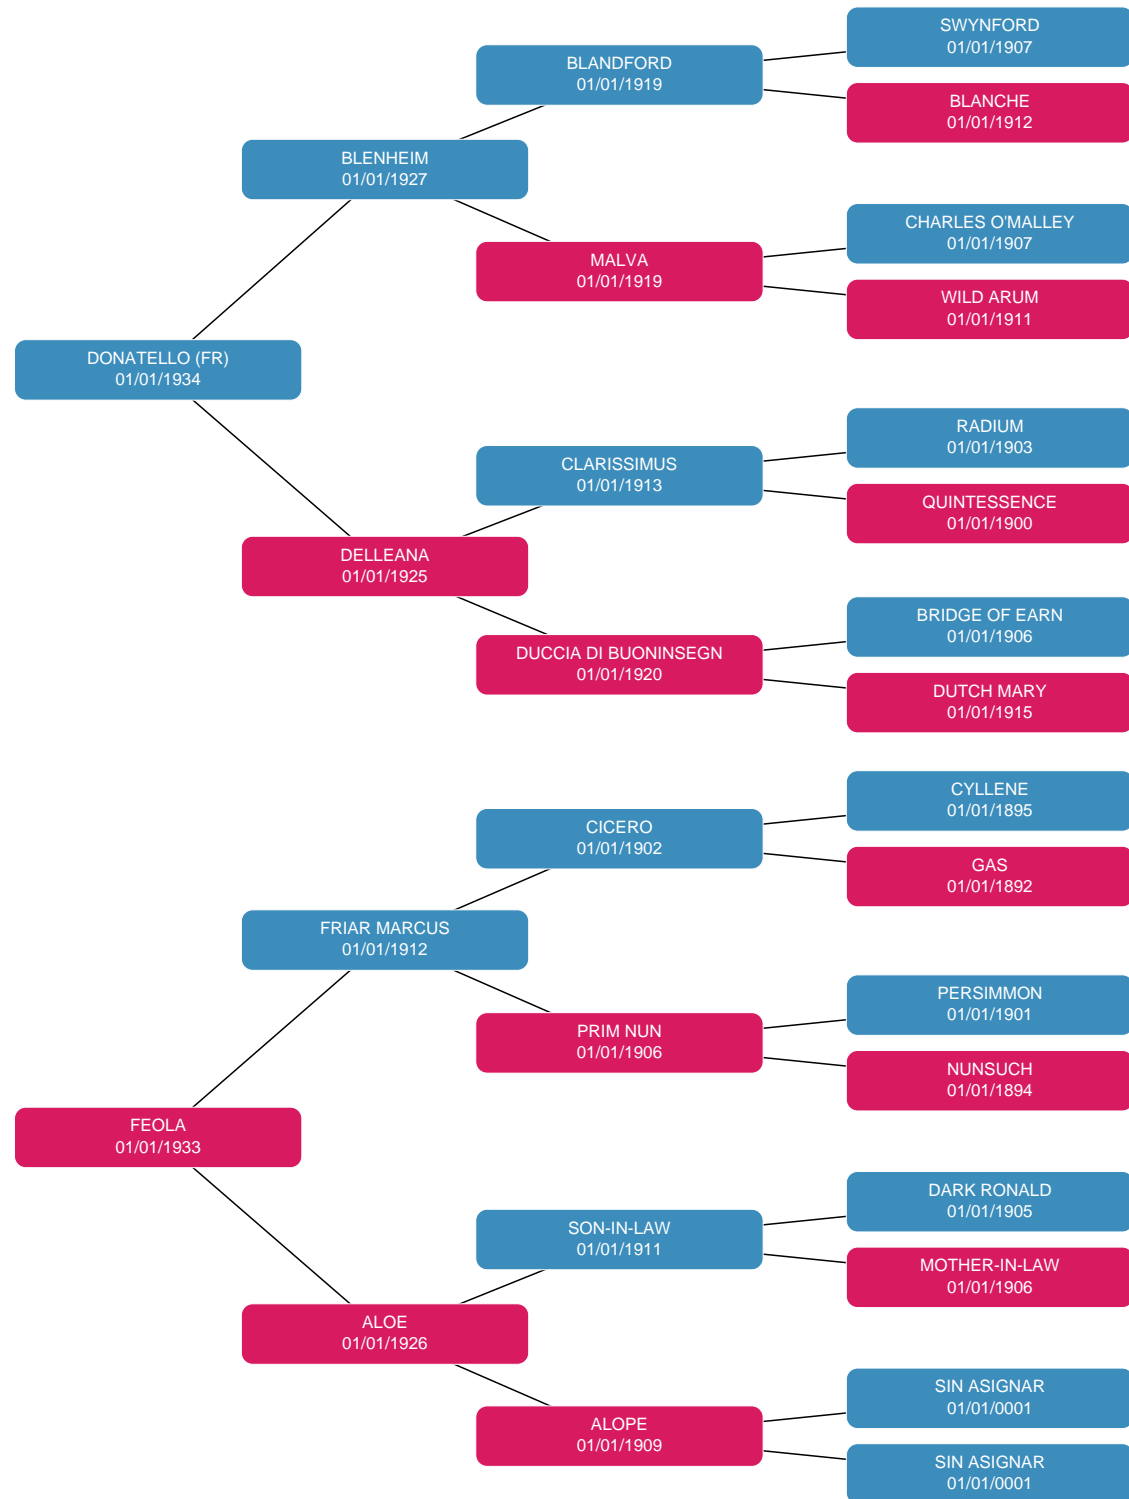 SWYNFORD
01/01/1907
BLANDFORD
01/01/1919
BLANCHE
01/01/1912
BLENHEIM
01/01/1927
CHARLES O'MALLEY
01/01/1907
MALVA
01/01/1919
WILD ARUM
01/01/1911
DONATELLO (FR)
01/01/1934
RADIUM
01/01/1903
CLARISSIMUS
01/01/1913
QUINTESSENCE
01/01/1900
DELLEANA
01/01/1925
BRIDGE OF EARN
01/01/1906
DUCCIA DI BUONINSEGN
01/01/1920
DUTCH MARY
01/01/1915
CYLLENE
01/01/1895
CICERO
01/01/1902
GAS
01/01/1892
FRIAR MARCUS
01/01/1912
PERSIMMON
01/01/1901
PRIM NUN
01/01/1906
NUNSUCH
01/01/1894
FEOLA
01/01/1933
DARK RONALD
01/01/1905
SON-IN-LAW
01/01/1911
MOTHER-IN-LAW
01/01/1906
ALOE
01/01/1926
SIN ASIGNAR
01/01/0001
ALOPE
01/01/1909
SIN ASIGNAR
01/01/0001